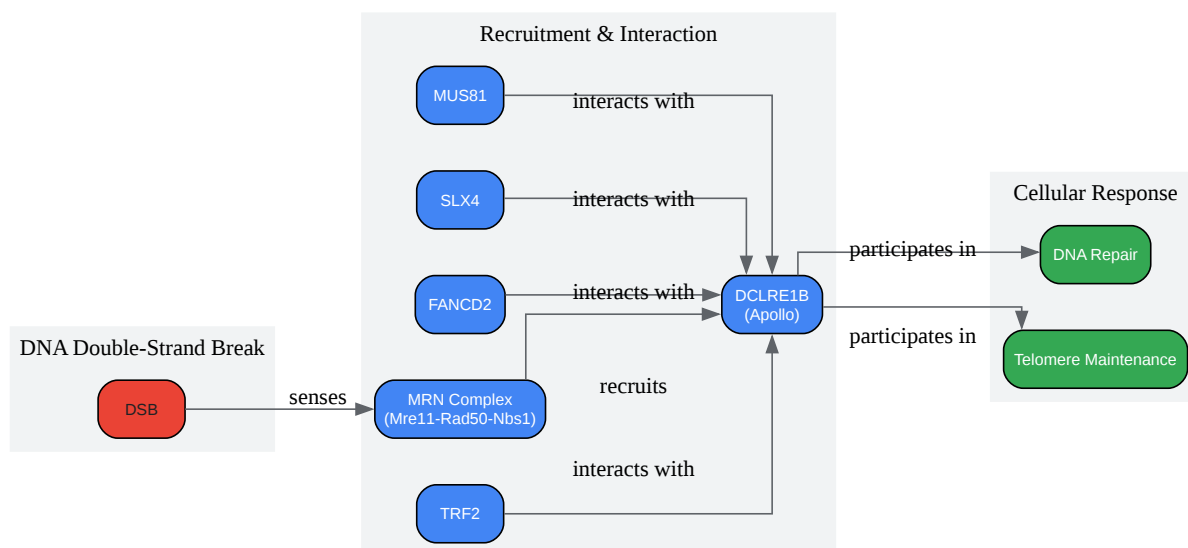 Recruitment & Interaction
MUS81
interacts with
SLX4
interacts with
FANCD2
interacts with
DCLRE1B
(Apollo)
recruits
MRN Complex
(Mre11-Rad50-Nbs1)
interacts with
TRF2
DNA Double-Strand Break
DSB
senses
Cellular Response
participates in
DNA Repair
participates in
Telomere Maintenance